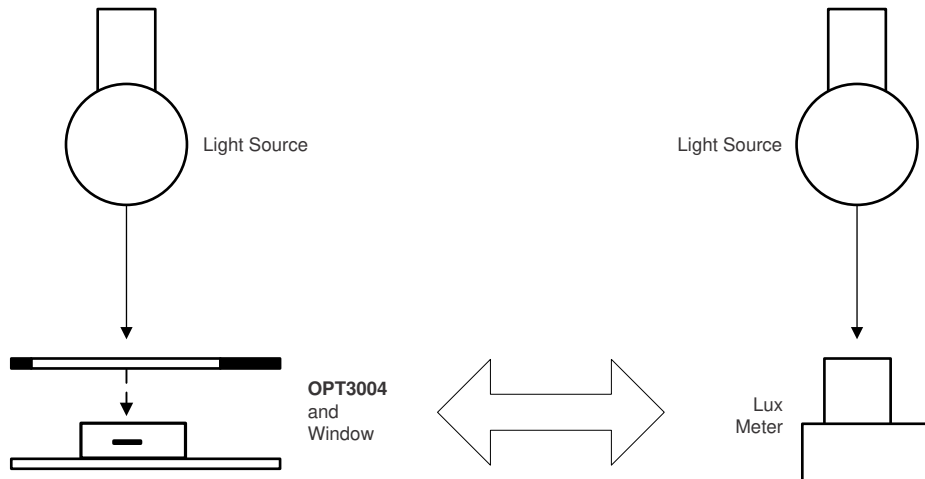 Light Source
Light Source
OPT3004
and
Window
Lux
Meter